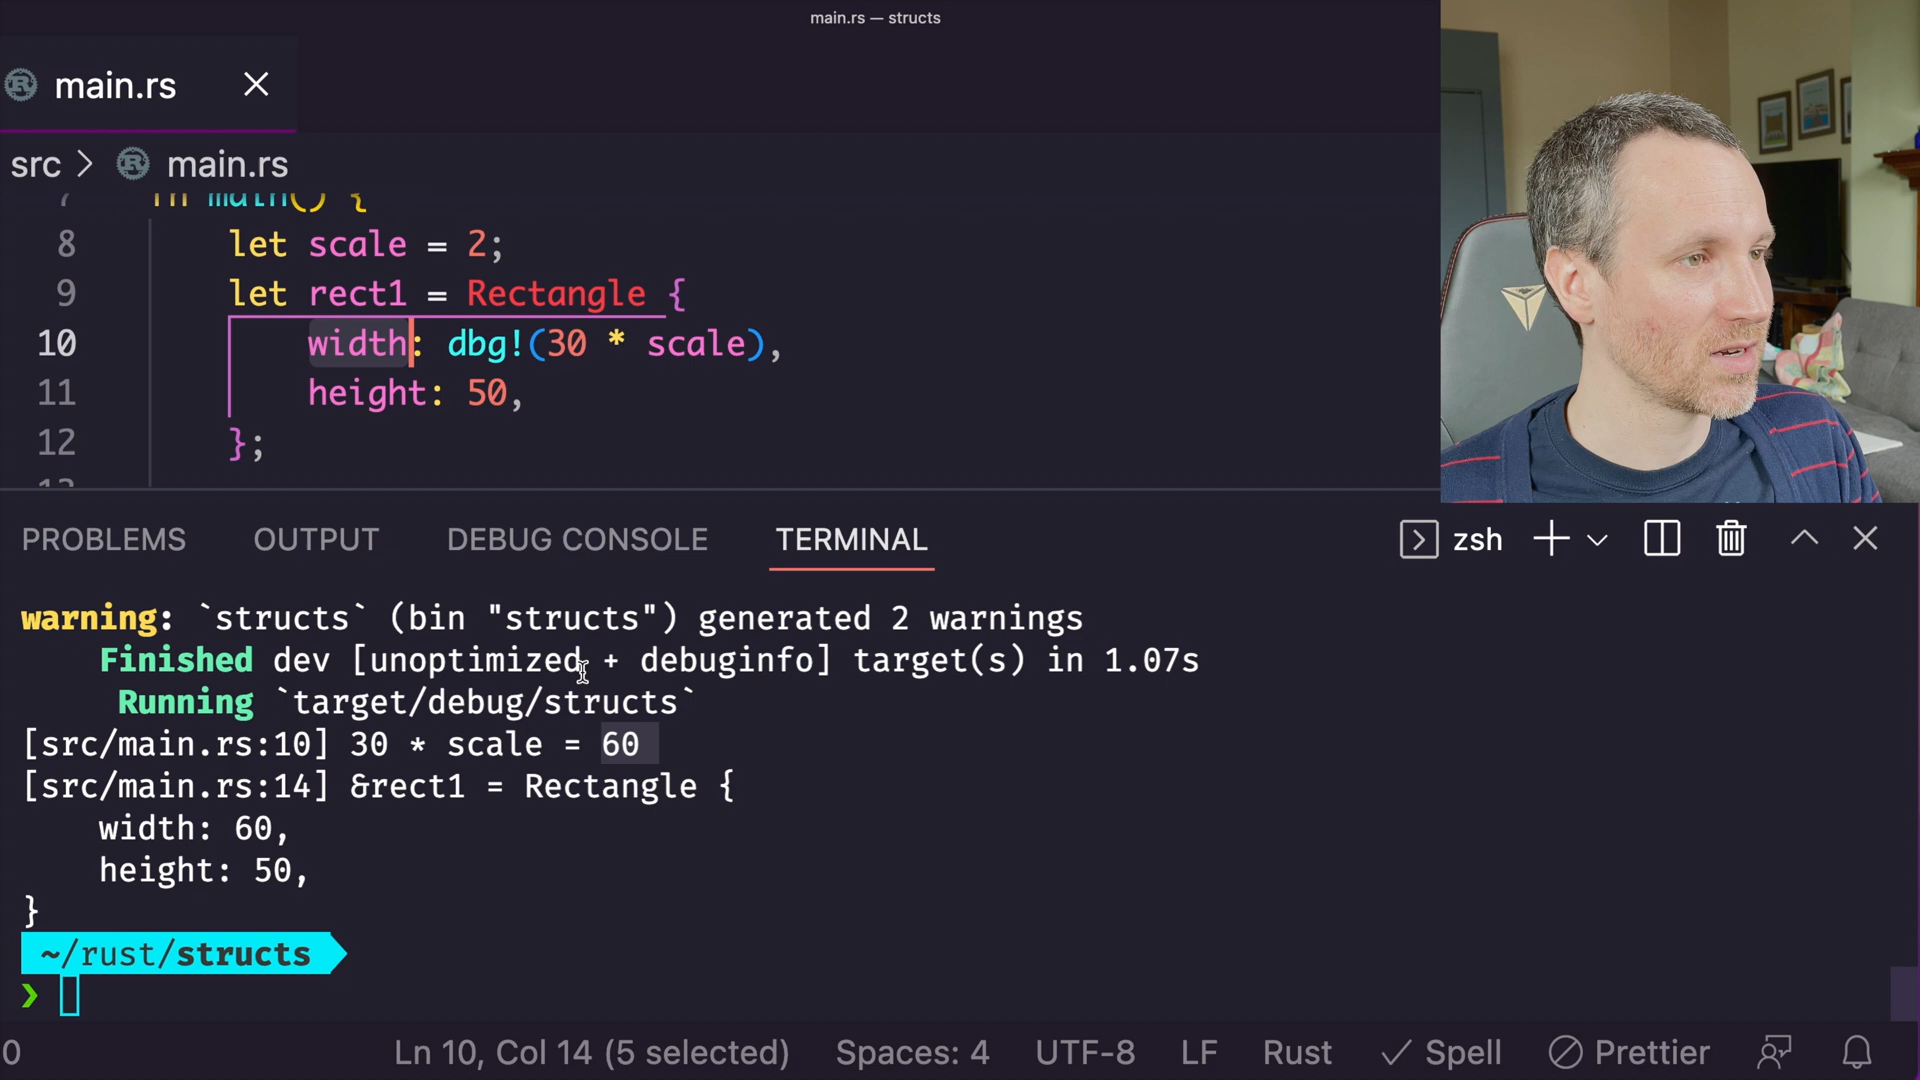 main.rs — structs
main.rs
src > main.rs
7 fn main() {
8 let scale = 2;
9 let rect1 = Rectangle {
10 width: dbg!(30 * scale),
11 height: 50,
12 };
13
PROBLEMS OUTPUT DEBUG CONSOLE TERMINAL zsh
warning: `structs` (bin "structs") generated 2 warnings
Finished dev [unoptimized + debuginfo] target(s) in 1.07s
Running `target/debug/structs`
[src/main.rs:10] 30 * scale = 60
[src/main.rs:14] &rect1 = Rectangle {
width: 60,
height: 50,
}
~/rust/structs
❯
0 Ln 10, Col 14 (5 selected) Spaces: 4 UTF-8 LF Rust Spell Prettier